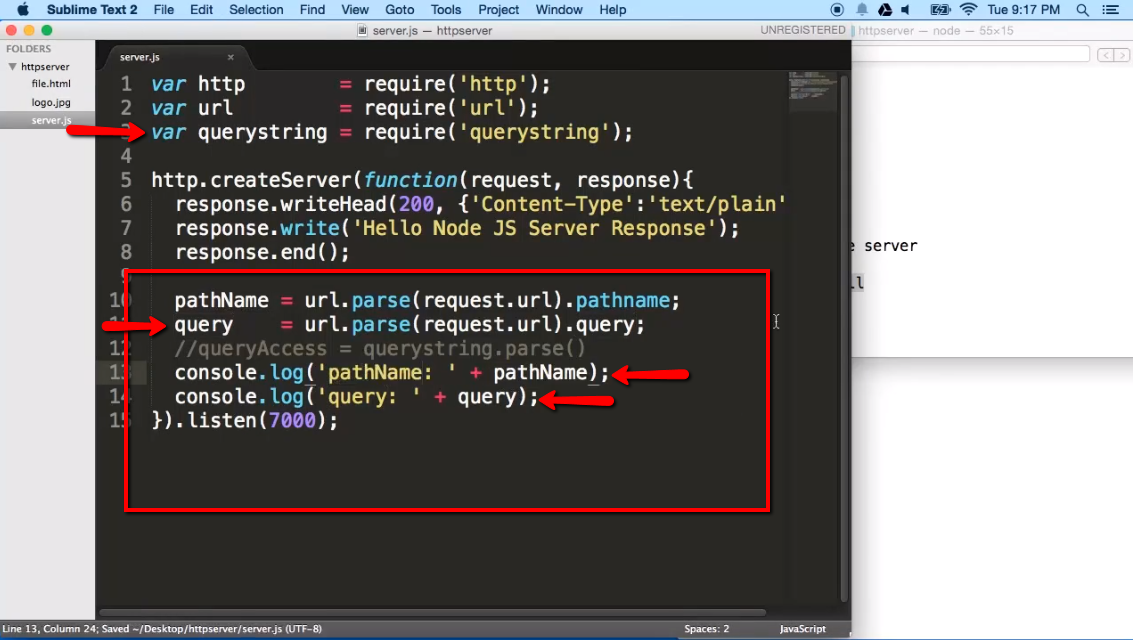 Sublime Text 2 File Edit Selection Find View Goto Tools Project Window Help Tue 9:17 PM
server.js — httpserver UNREGISTERED httpserver — node — 55×15
FOLDERS
httpserver
file.html
logo.jpg
server.js
server.js ×
1 var http = require('http');
2 var url = require('url');
3 var querystring = require('querystring');
4
5 http.createServer(function(request, response){
6 response.writeHead(200, {'Content-Type':'text/plain'
7 response.write('Hello Node JS Server Response');
8 response.end();
9
10 pathName = url.parse(request.url).pathname;
11 query = url.parse(request.url).query;
12 //queryAccess = querystring.parse()
13 console.log('pathName: ' + pathName);
14 console.log('query: ' + query);
15 }).listen(7000);
e server
ll
Line 13, Column 24; Saved ~/Desktop/httpserver/server.js (UTF-8) Spaces: 2 JavaScript